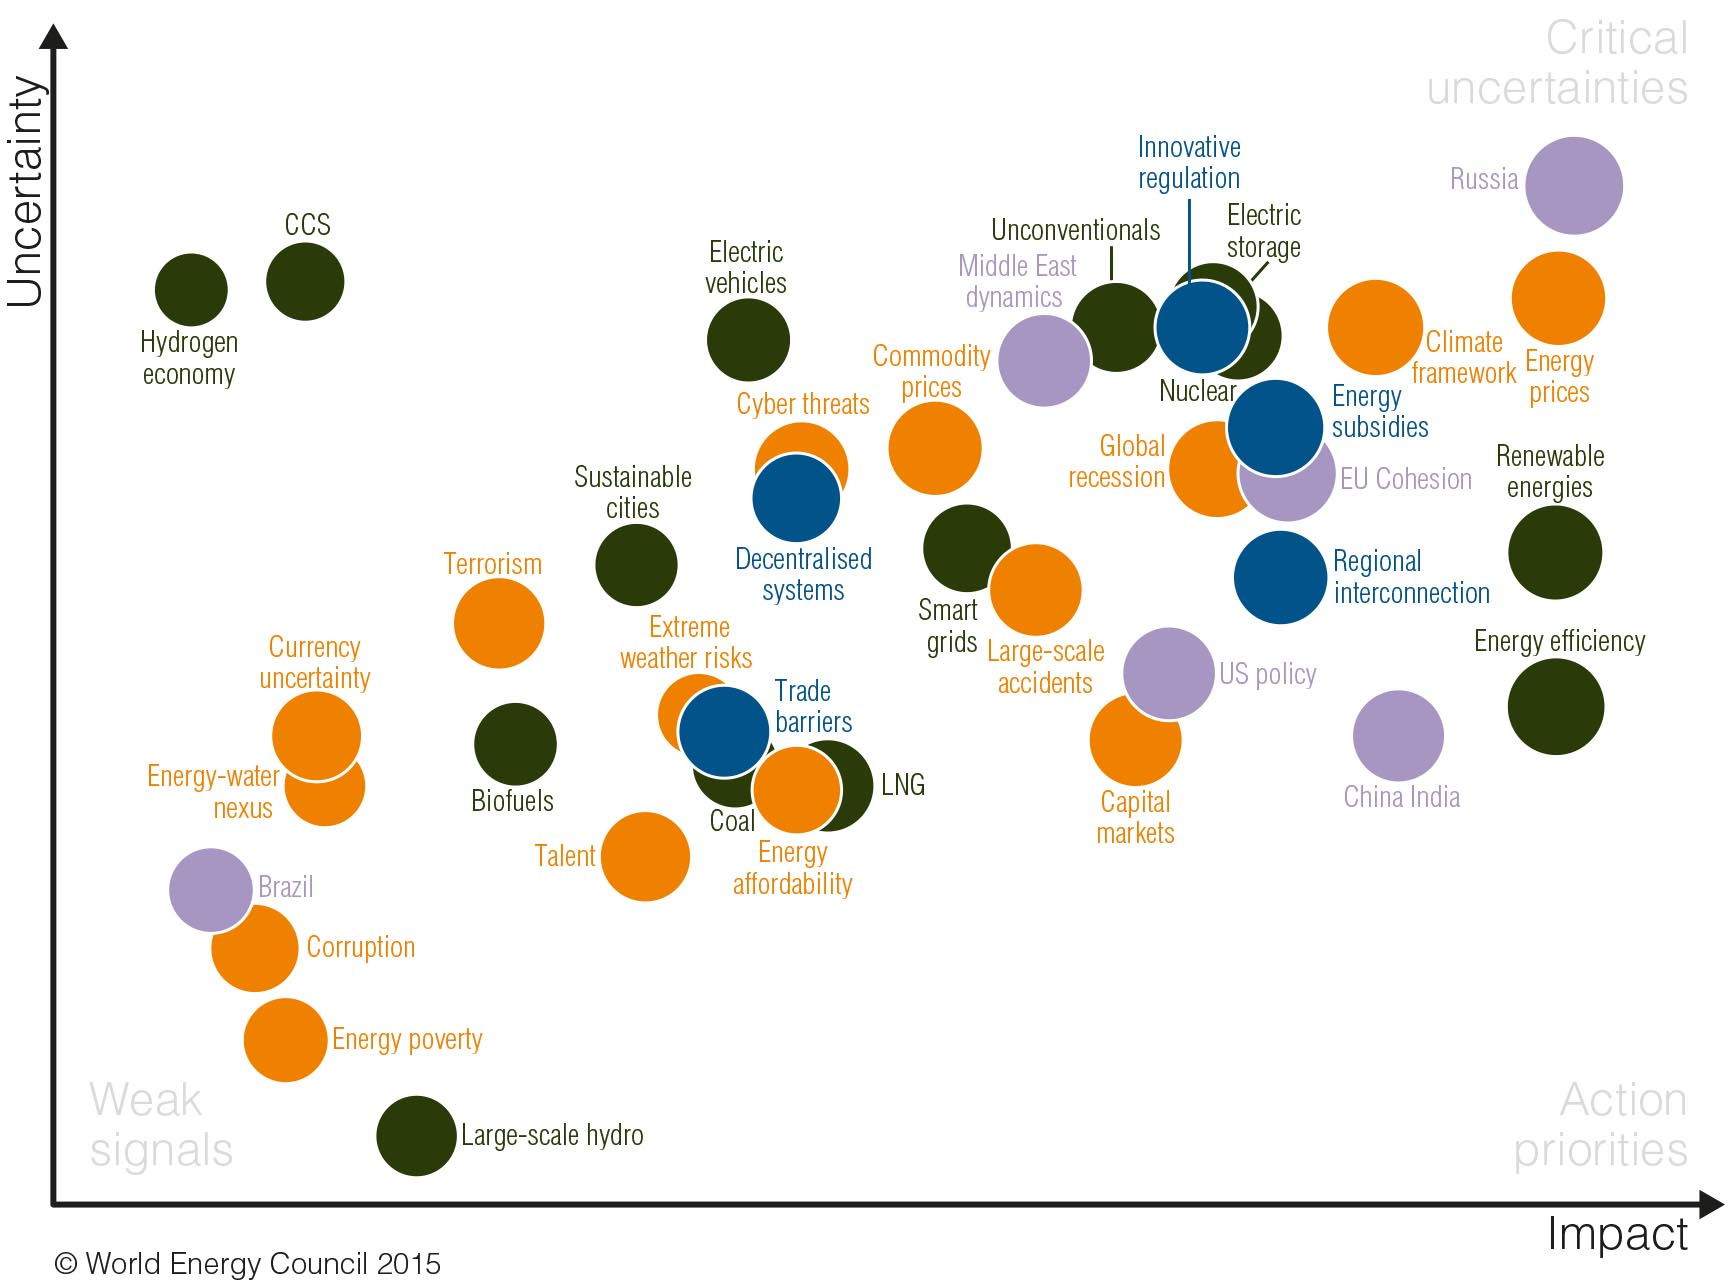 Critical
uncertainties
Uncertainty
Innovative
regulation
Russia
CCS
Electric
storage
Unconventionals
Electric
vehicles
Middle East
dynamics
Hydrogen
economy
Climate
framework
Energy
prices
Commodity
prices
Nuclear
Energy
subsidies
Cyber threats
Global
recession
EU Cohesion
Renewable
energies
Sustainable
cities
Terrorism
Decentralised
systems
Regional
interconnection
Smart
grids
Extreme
weather risks
Large-scale
accidents
Energy efficiency
Currency
uncertainty
US policy
Trade
barriers
Energy-water
nexus
Biofuels
LNG
China India
Coal
Capital
markets
Talent
Energy
affordability
Brazil
Corruption
Energy poverty
Weak
signals
Large-scale hydro
Action
priorities
Impact
© World Energy Council 2015